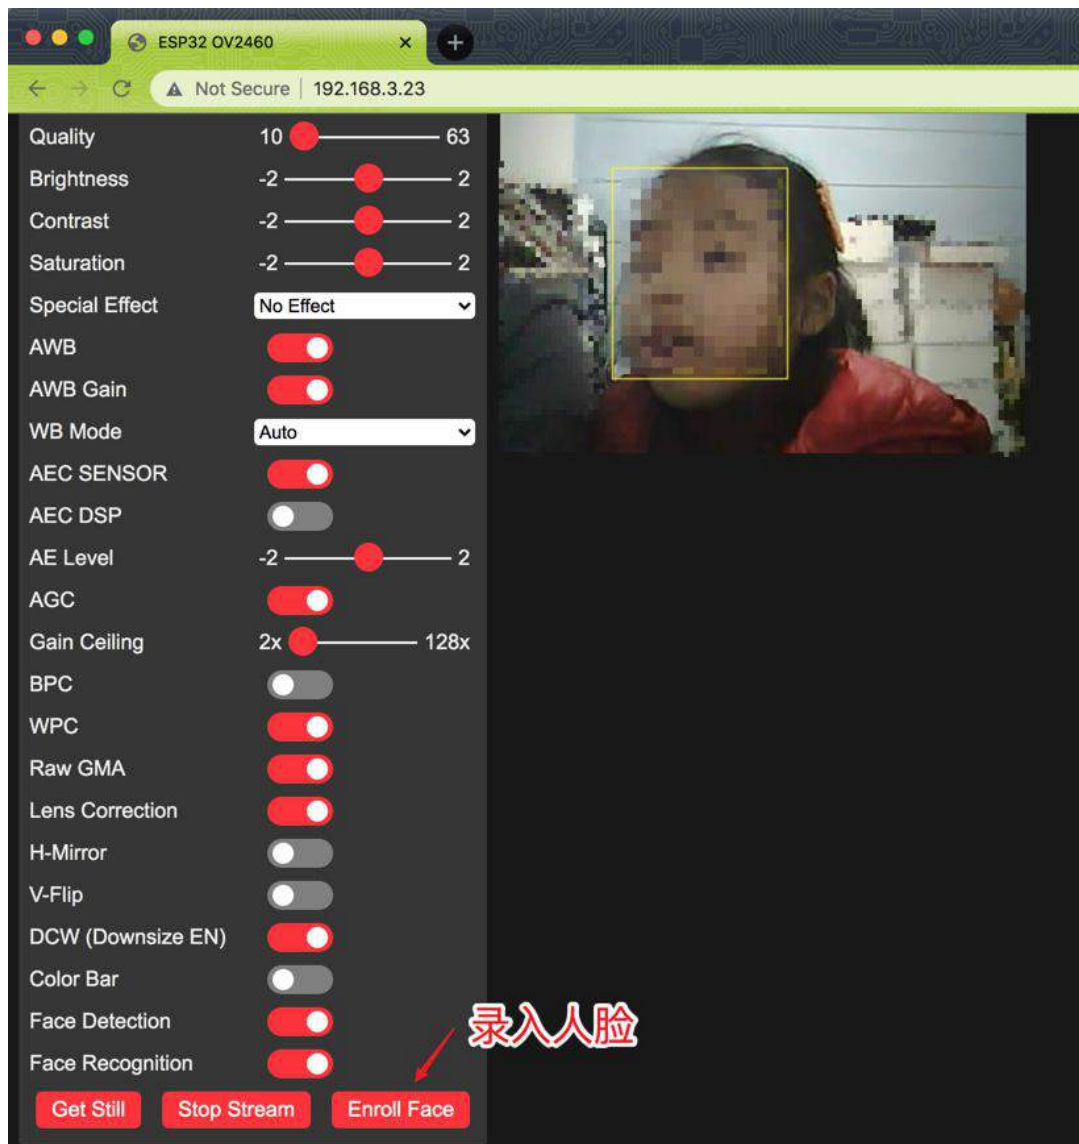 ESP32 OV2460
Not Secure | 192.168.3.23
Quality 10 63
Brightness -2 2
Contrast -2 2
Saturation -2 2
Special Effect No Effect
AWB
AWB Gain
WB Mode Auto
AEC SENSOR
AEC DSP
AE Level -2 2
AGC
Gain Ceiling 2x 128x
BPC
WPC
Raw GMA
Lens Correction
H-Mirror
V-Flip
DCW (Downsize EN)
Color Bar
Face Detection
录入人脸
Face Recognition
Get Still Stop Stream Enroll Face